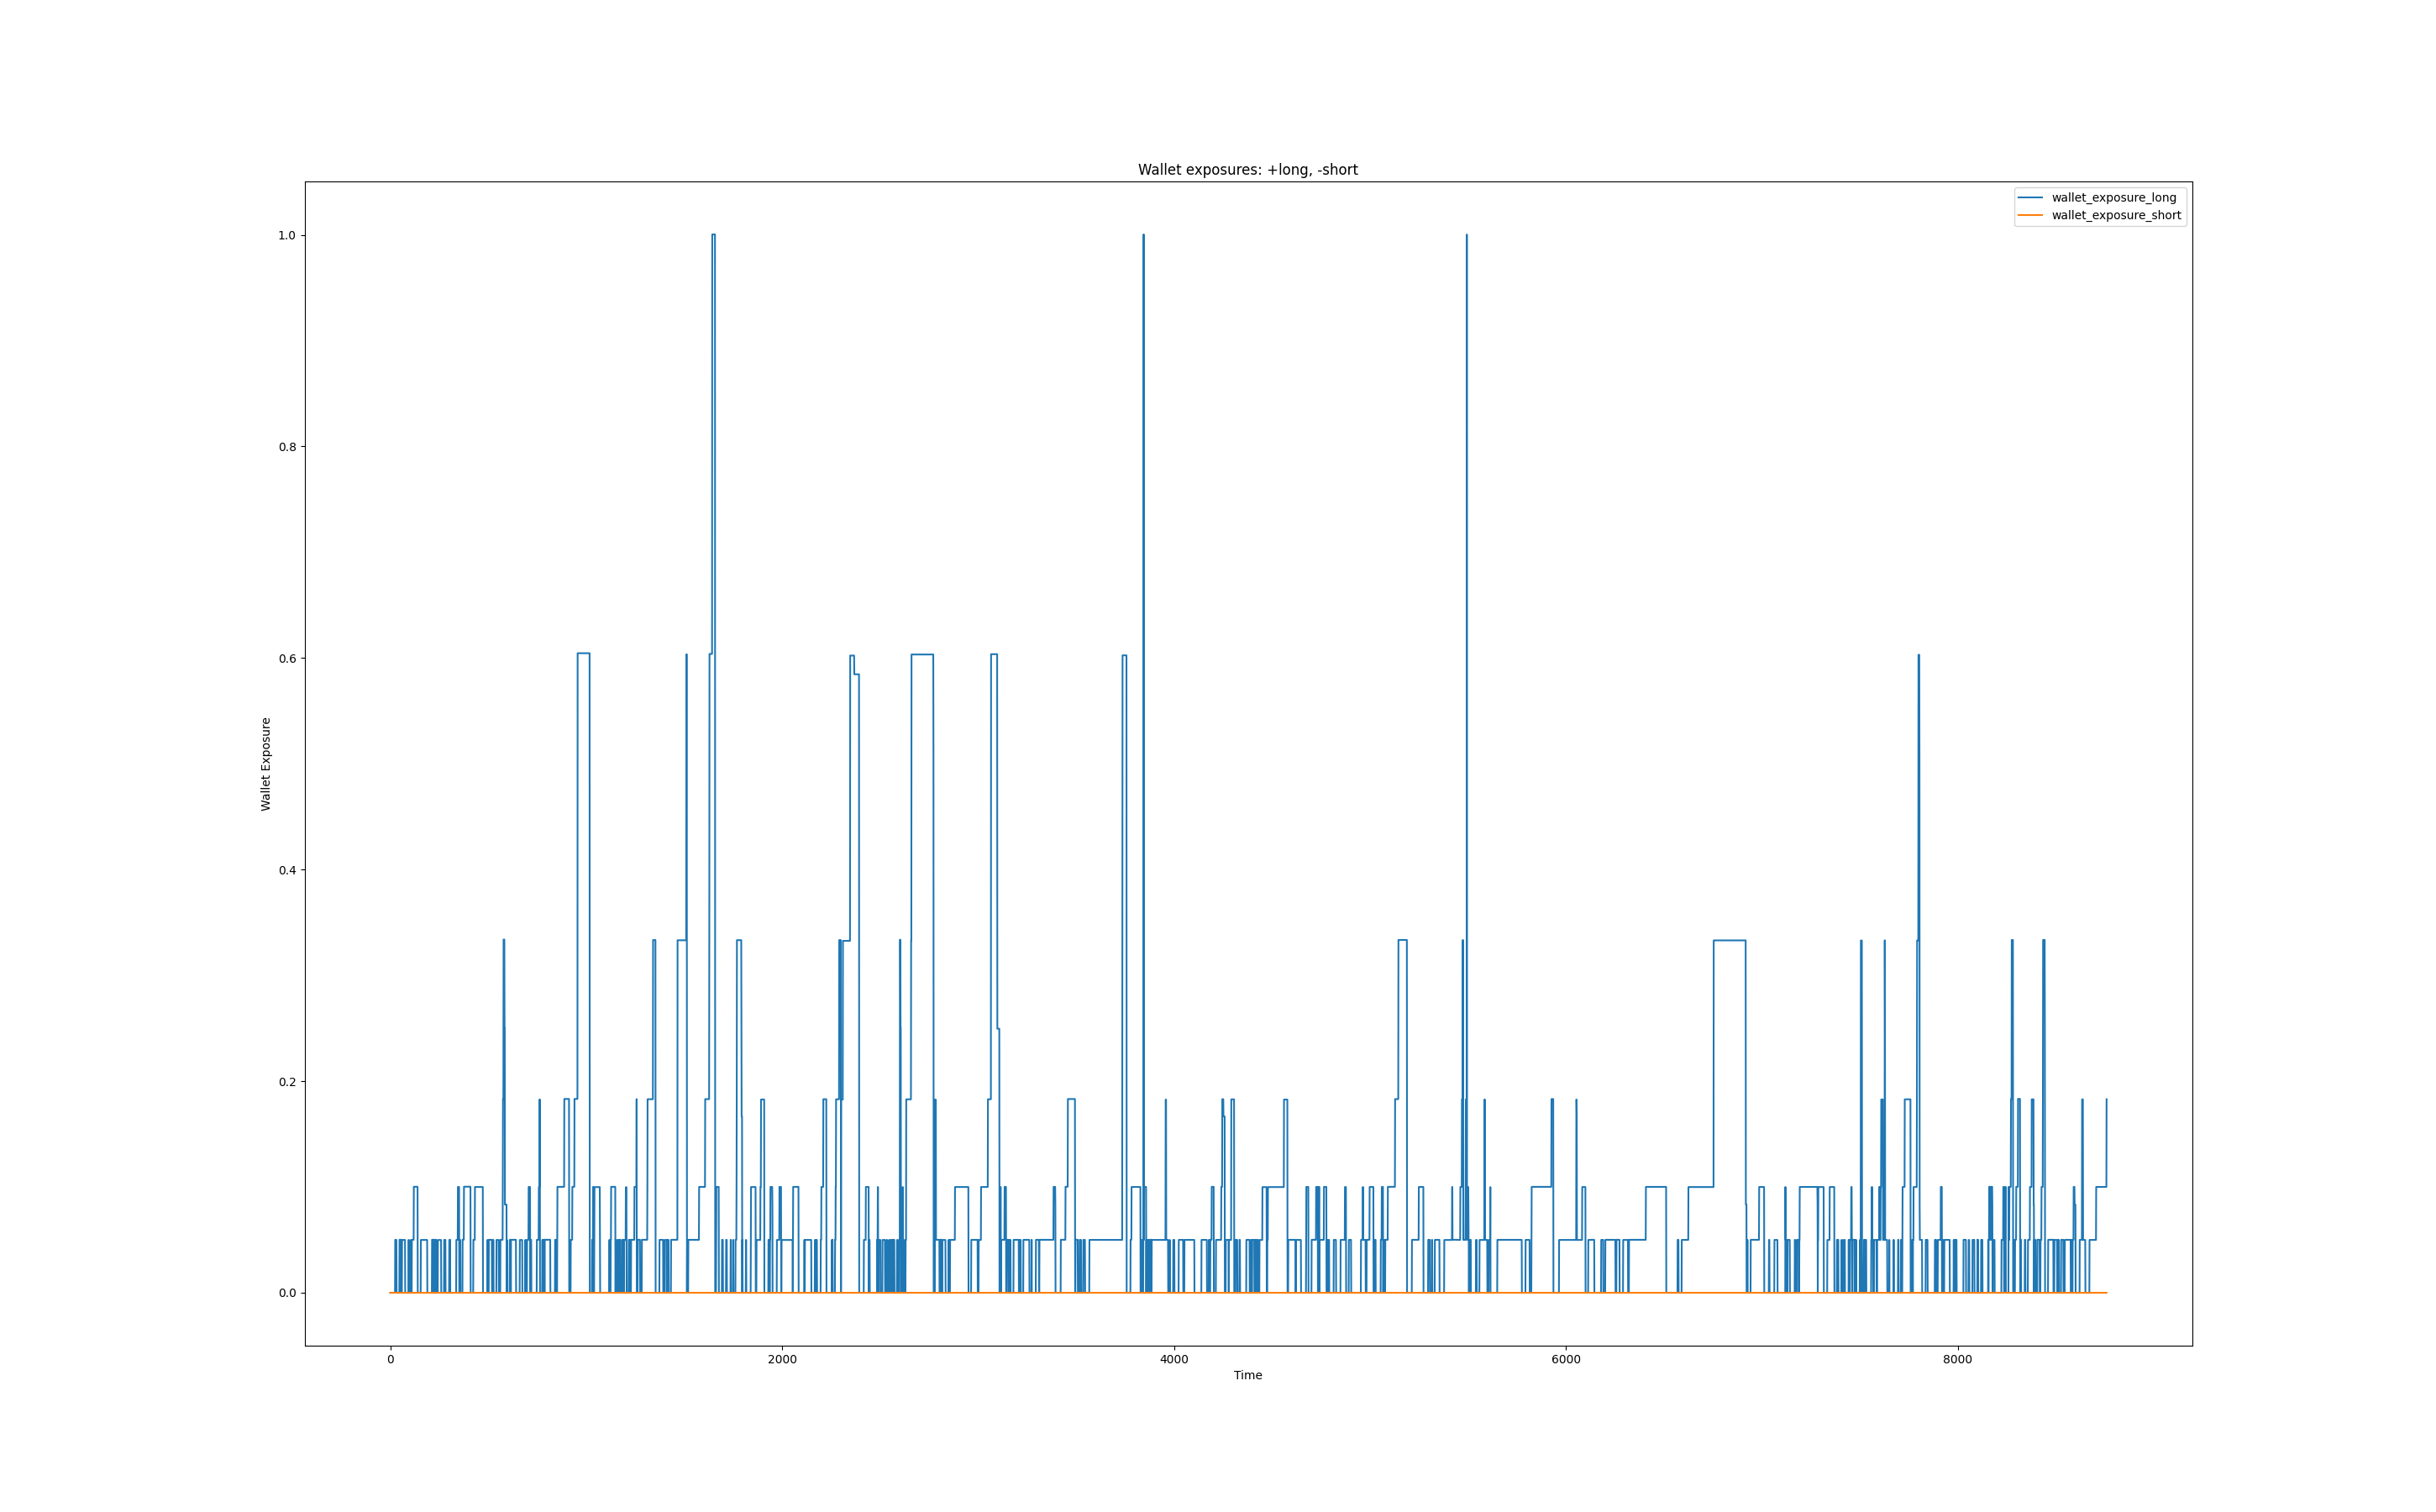 Wallet exposures: +long, -short
wallet_exposure_long
wallet_exposure_short
1.0
0.8
0.6
0.4
0.2
0.0
Wallet Exposure
0 2000 4000 6000 8000
Time